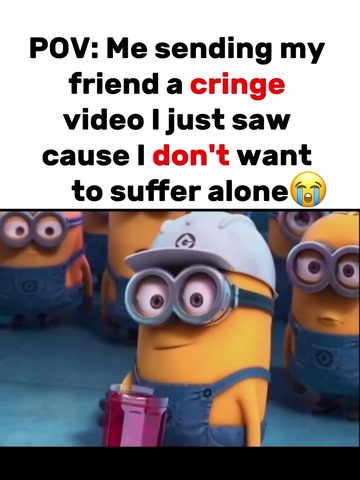 POV: Me sending my
friend a cringe
video I just saw
cause I don't want
to suffer alone😭